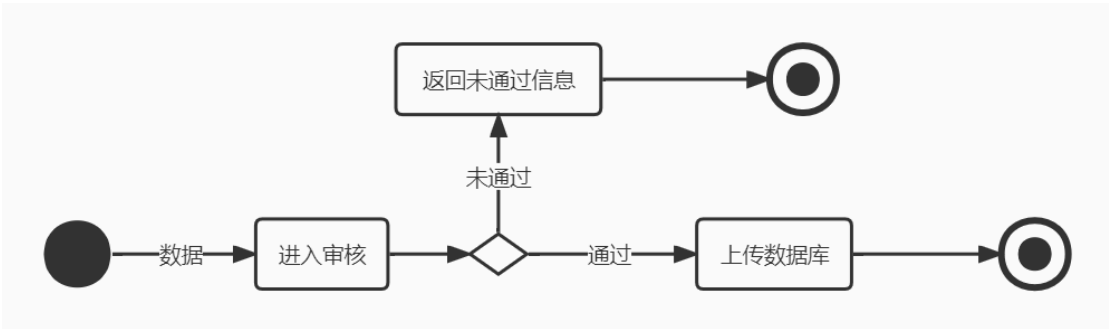 返回未通过信息
未通过
数据
进入审核
通过
上传数据库